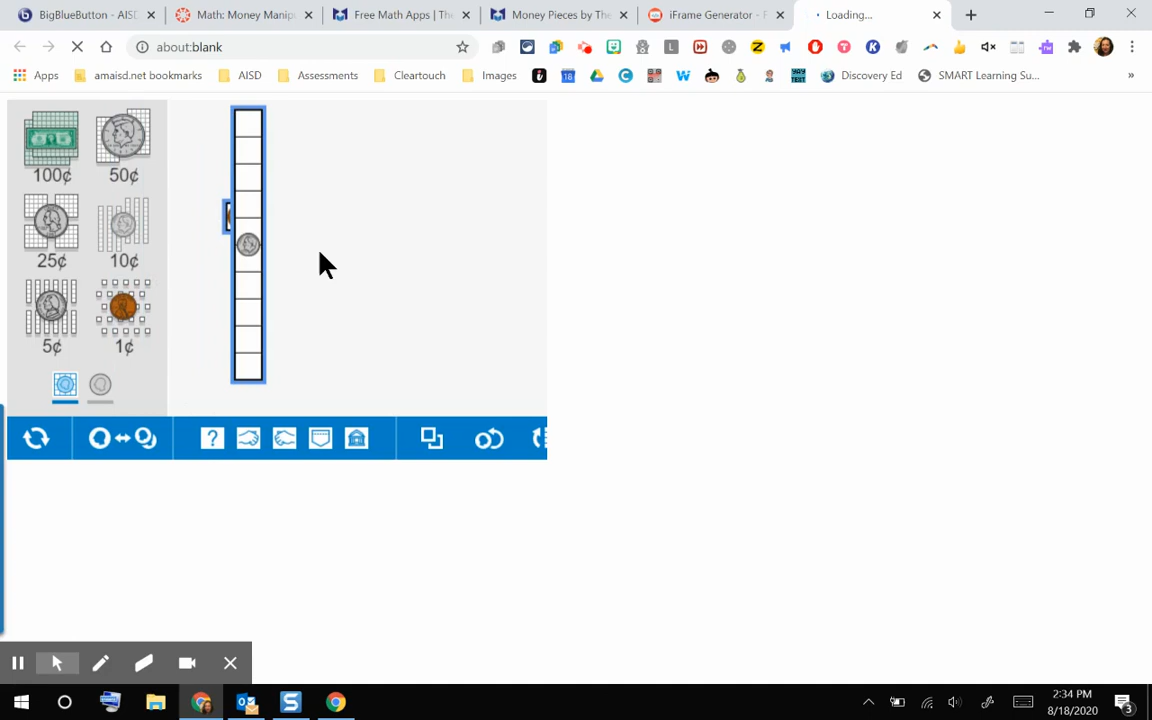 BigBlueButton - AISD
Math: Money Manip
Free Math Apps | The
Money Pieces by The
iFrame Generator - F
Loading...
about:blank
Apps
amaisd.net bookmarks
AISD
Assessments
Cleartouch
Images
Discovery Ed
SMART Learning Su...
100¢
50¢
25¢
10¢
5¢
1¢
2:34 PM
8/18/2020